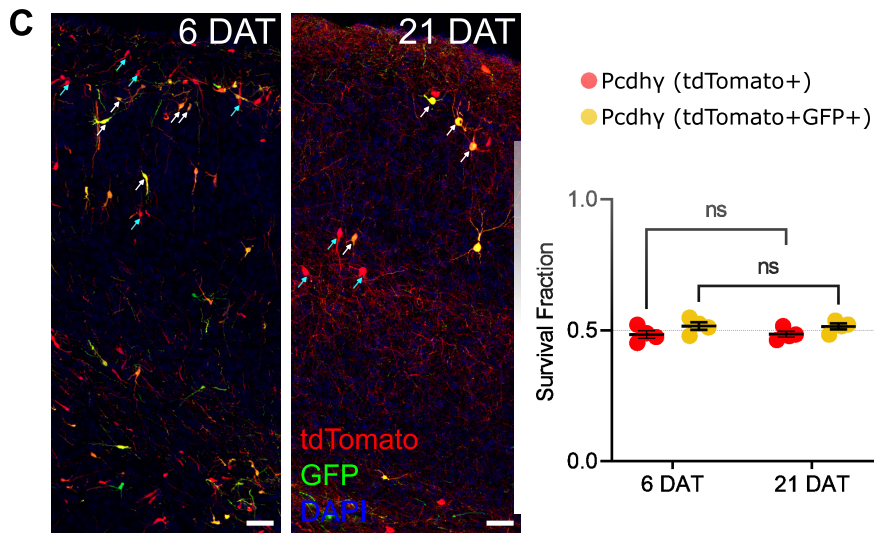 C
6 DAT
21 DAT
tdTomato
GFP
DAPI
Pcdhγ (tdTomato+)
Pcdhγ (tdTomato+GFP+)
Survival Fraction
1.0
0.5
0.0
ns
ns
6 DAT
21 DAT